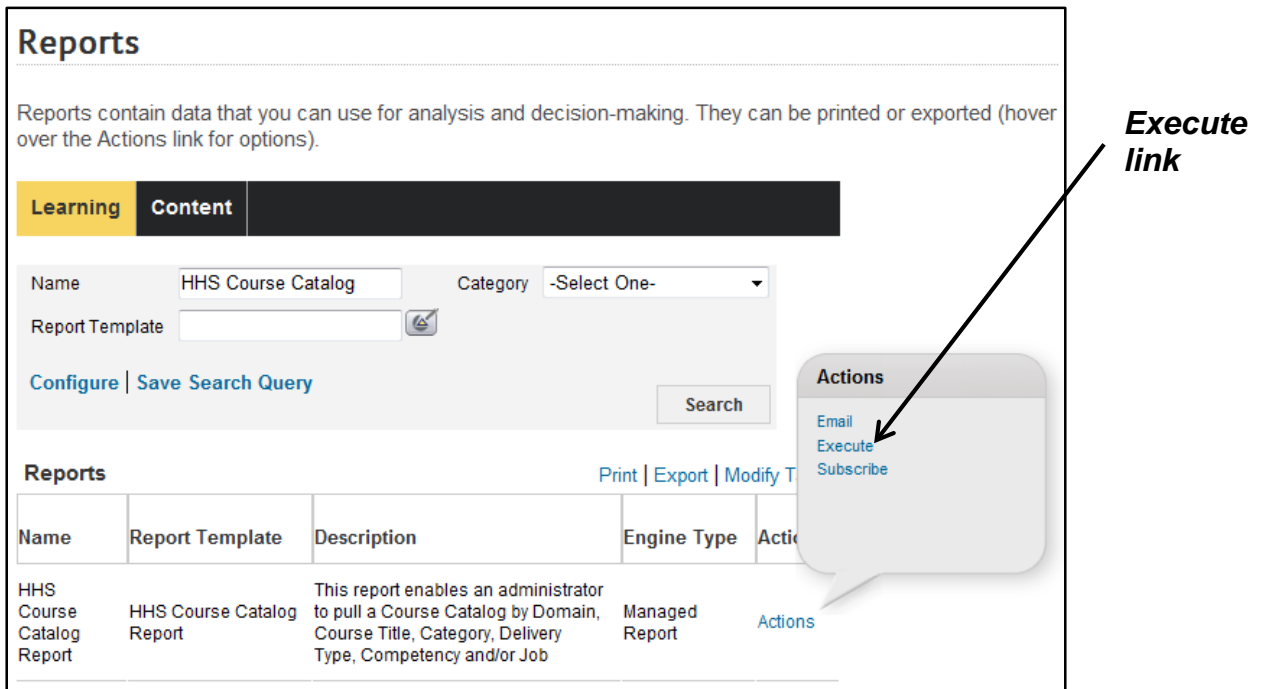 Reports
Reports contain data that you can use for analysis and decision-making. They can be printed or exported (hover
over the Actions link for options).
Execute
link
Learning Content
Name HHS Course Catalog Category -Select One-
Report Template
Configure | Save Search Query
Search
Actions
Email
Execute
Subscribe
Reports
Print | Export | Modify T
Name Report Template Description Engine Type Actio
HHS
Course
Catalog
Report
HHS Course Catalog
Report
This report enables an administrator
to pull a Course Catalog by Domain,
Course Title, Category, Delivery
Type, Competency and/or Job
Managed
Report
Actions